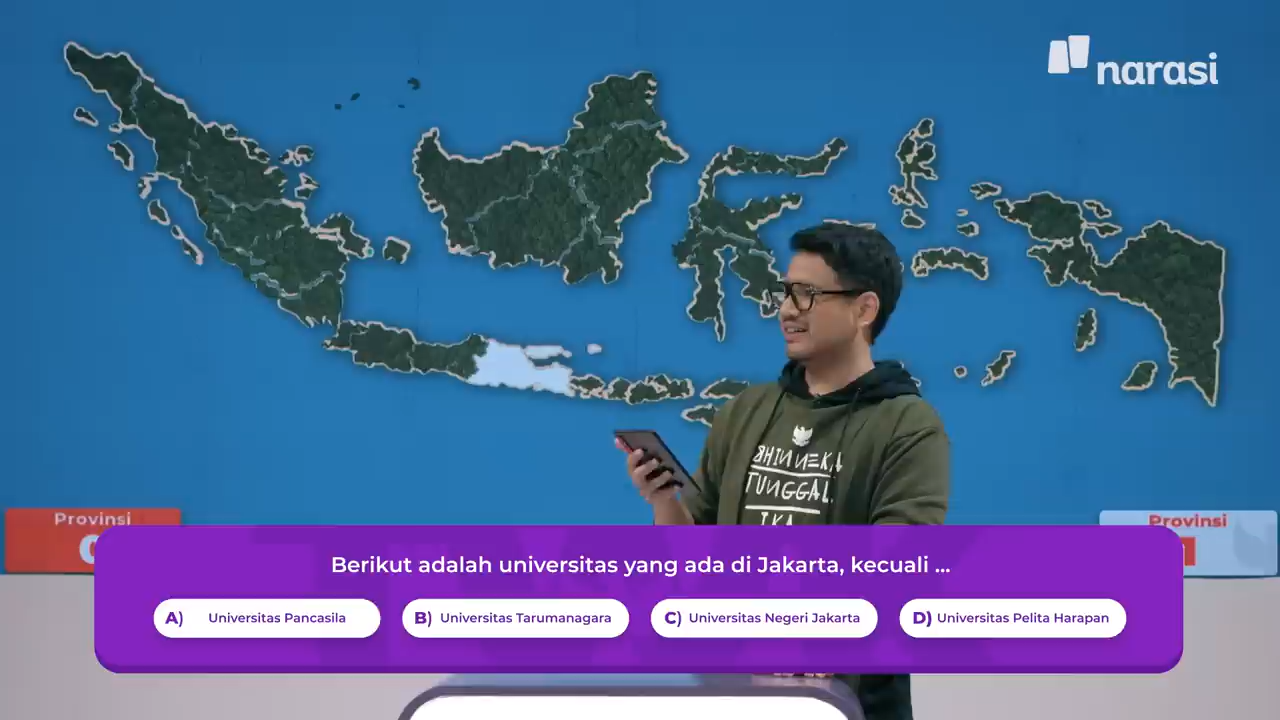 narasi
BHINNEKA
TUNGGAL
IKA
Provinsi
Provinsi
Berikut adalah universitas yang ada di Jakarta, kecuali ...
A) Universitas Pancasila
B) Universitas Tarumanagara
C) Universitas Negeri Jakarta
D) Universitas Pelita Harapan